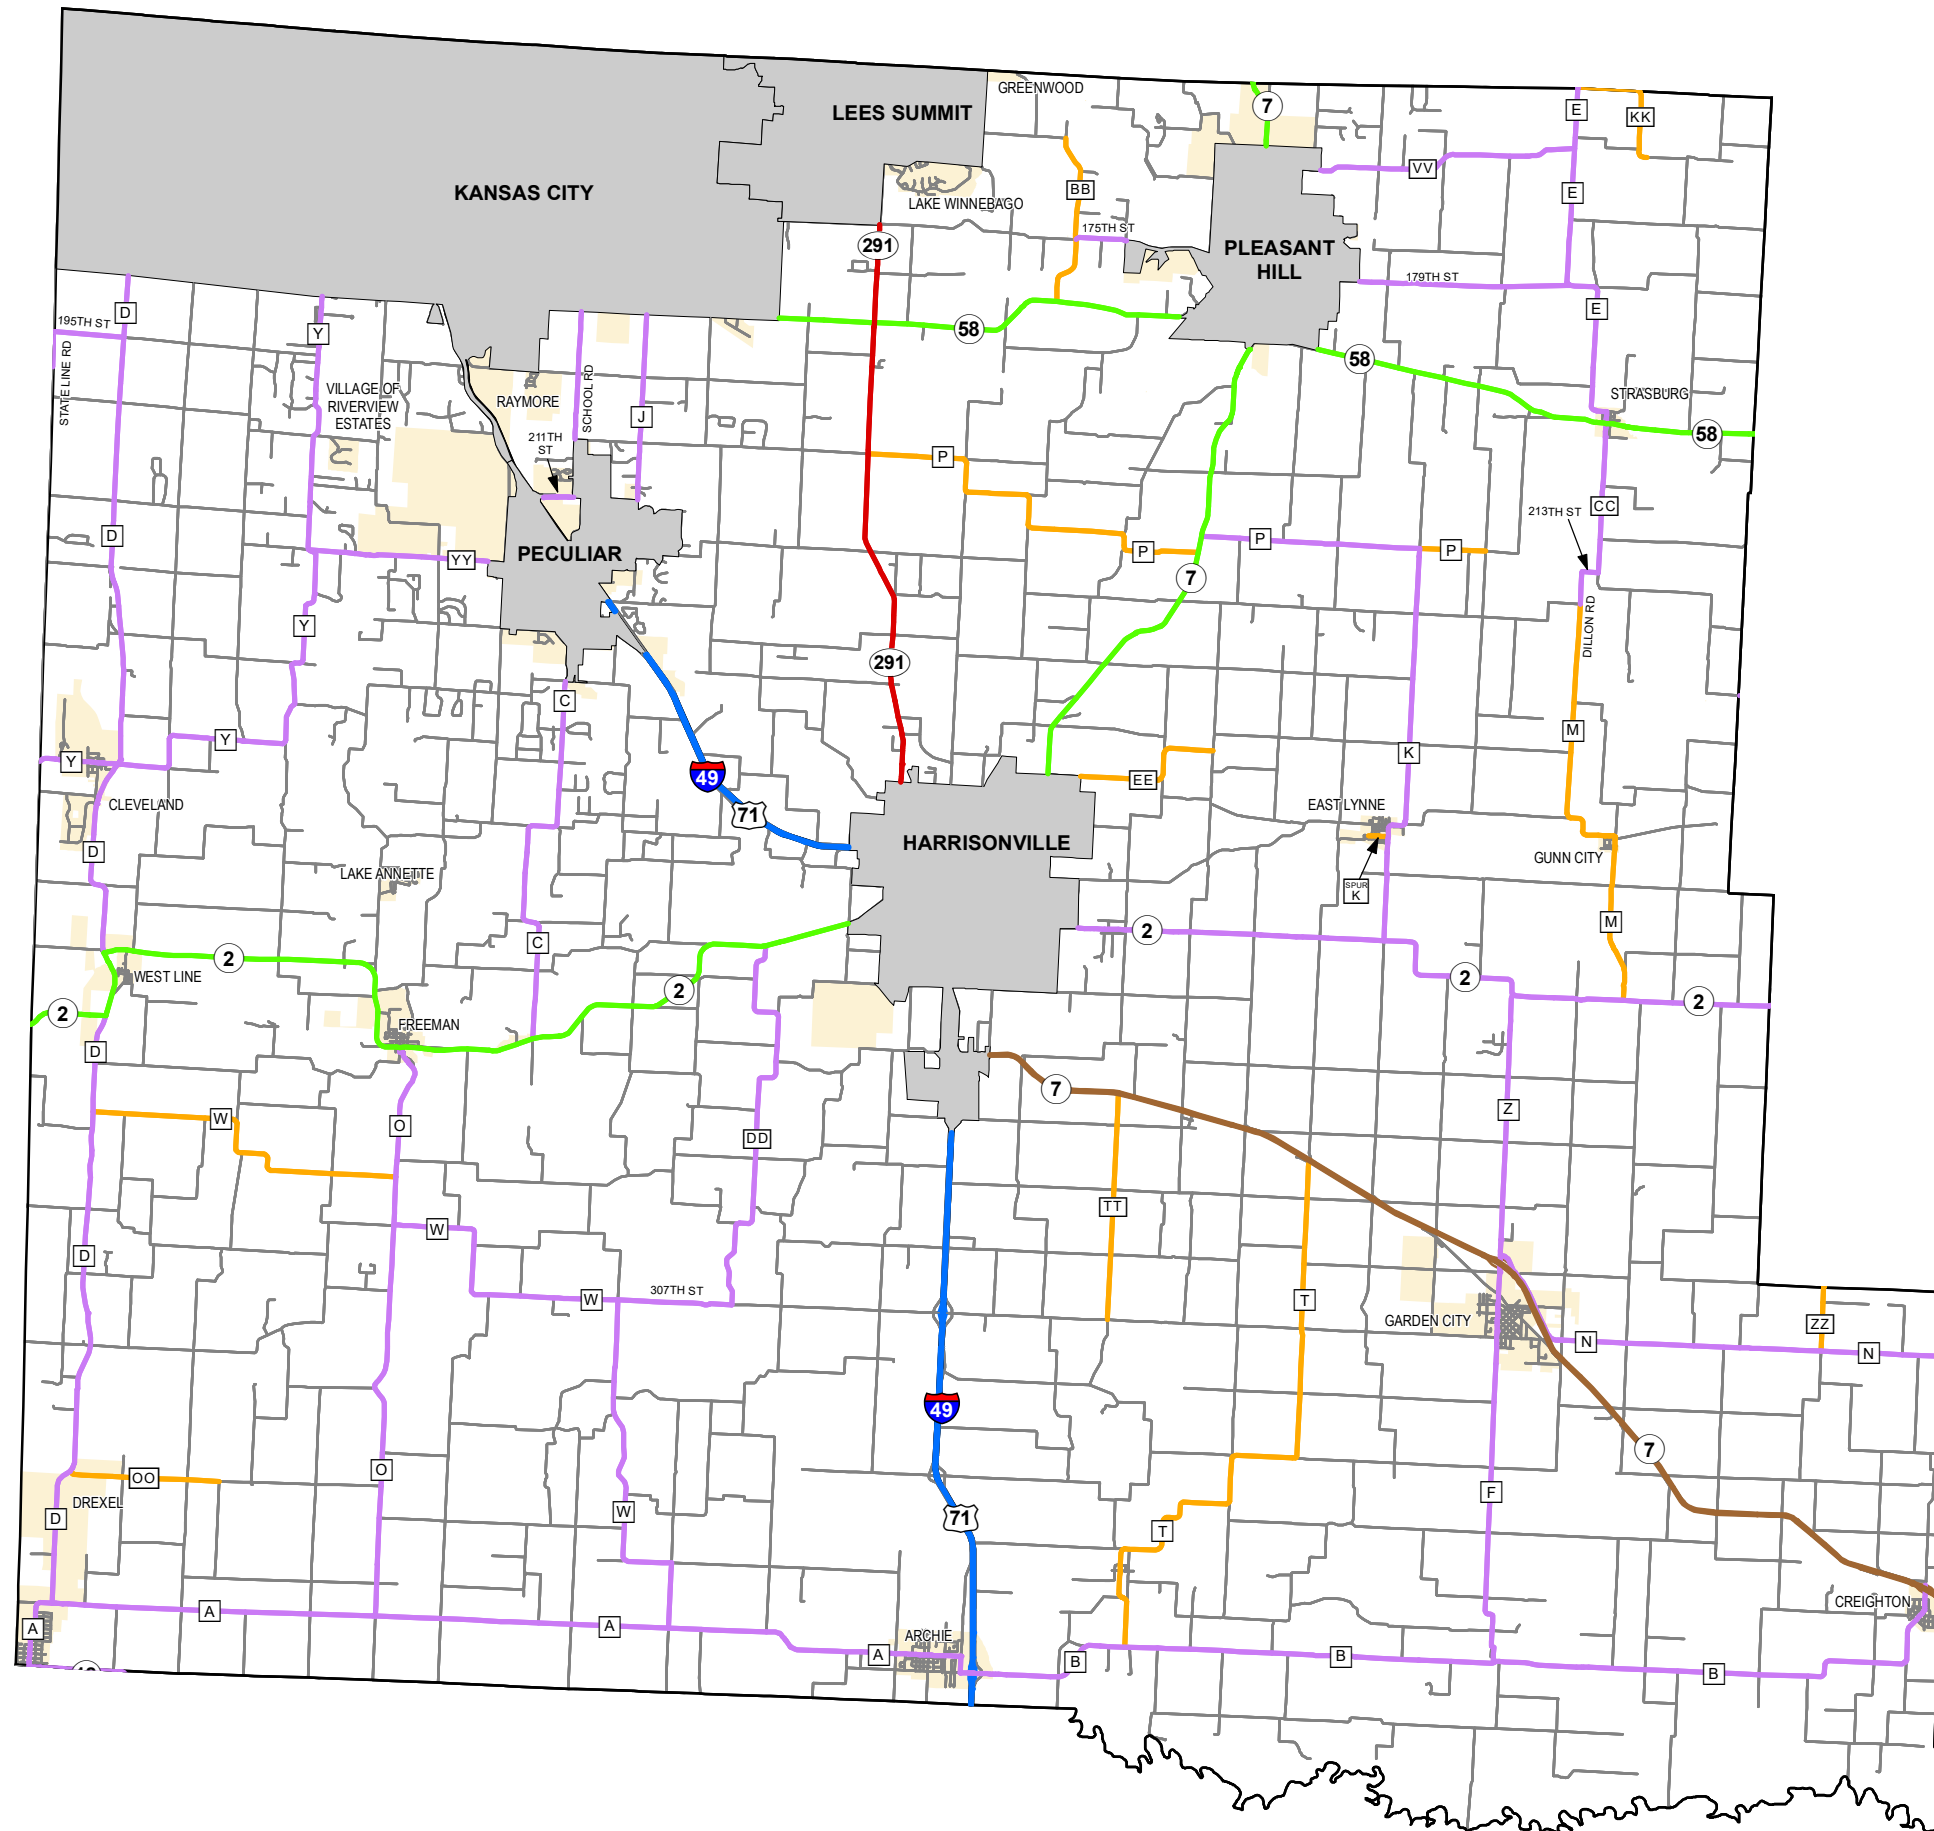 GREENWOOD
7
LEES SUMMIT
E
KK
KANSAS CITY
VV
BB
E
LAKE WINNEBAGO
175TH ST
291
PLEASANT
HILL
179TH ST
D
195TH ST
Y
E
58
58
STATE LINE RD
VILLAGE OF
RIVERVIEW
ESTATES
RAYMORE
SCHOOL RD
J
STRASBURG
58
211TH
ST
P
CC
213TH ST
D
YY
PECULIAR
P
P
P
7
Y
DILLON RD
291
C
M
Y
Y
K
49
EE
71
CLEVELAND
EAST LYNNE
HARRISONVILLE
D
GUNN CITY
LAKE ANNETTE
SPUR
K
M
2
C
2
WEST LINE
2
2
2
2
FREEMAN
D
7
W
O
Z
DD
TT
W
D
307TH ST
W
T
GARDEN CITY
ZZ
N
N
49
7
O
OO
DREXEL
F
D
W
71
T
A
CREIGHTON
A
A
ARCHIE
A
B
B
B